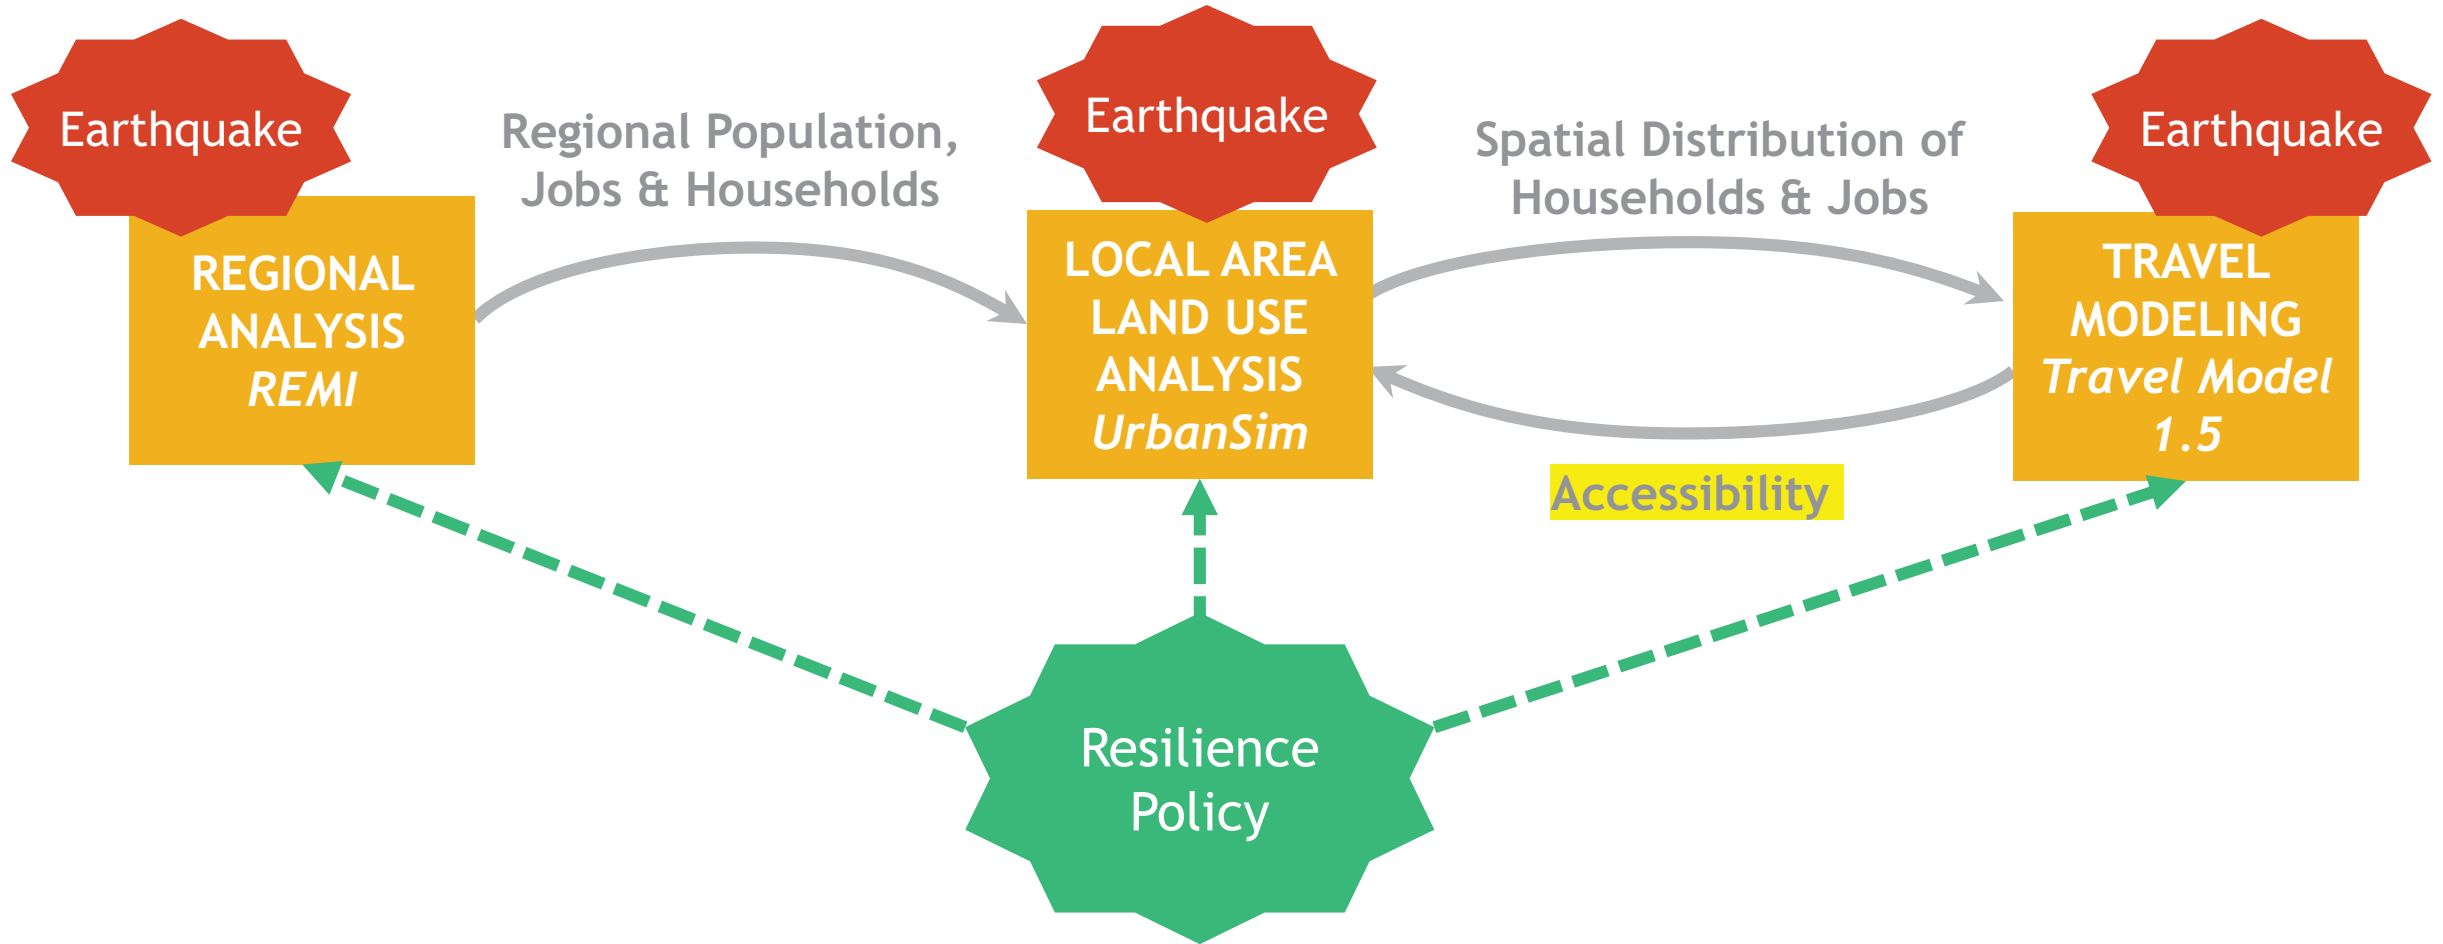 Earthquake
Earthquake
Earthquake
Regional Population,
Jobs & Households
Spatial Distribution of
Households & Jobs
REGIONAL
ANALYSIS
REMI
LOCAL AREA
LAND USE
ANALYSIS
UrbanSim
TRAVEL
MODELING
Travel Model
1.5
Accessibility
Resilience
Policy